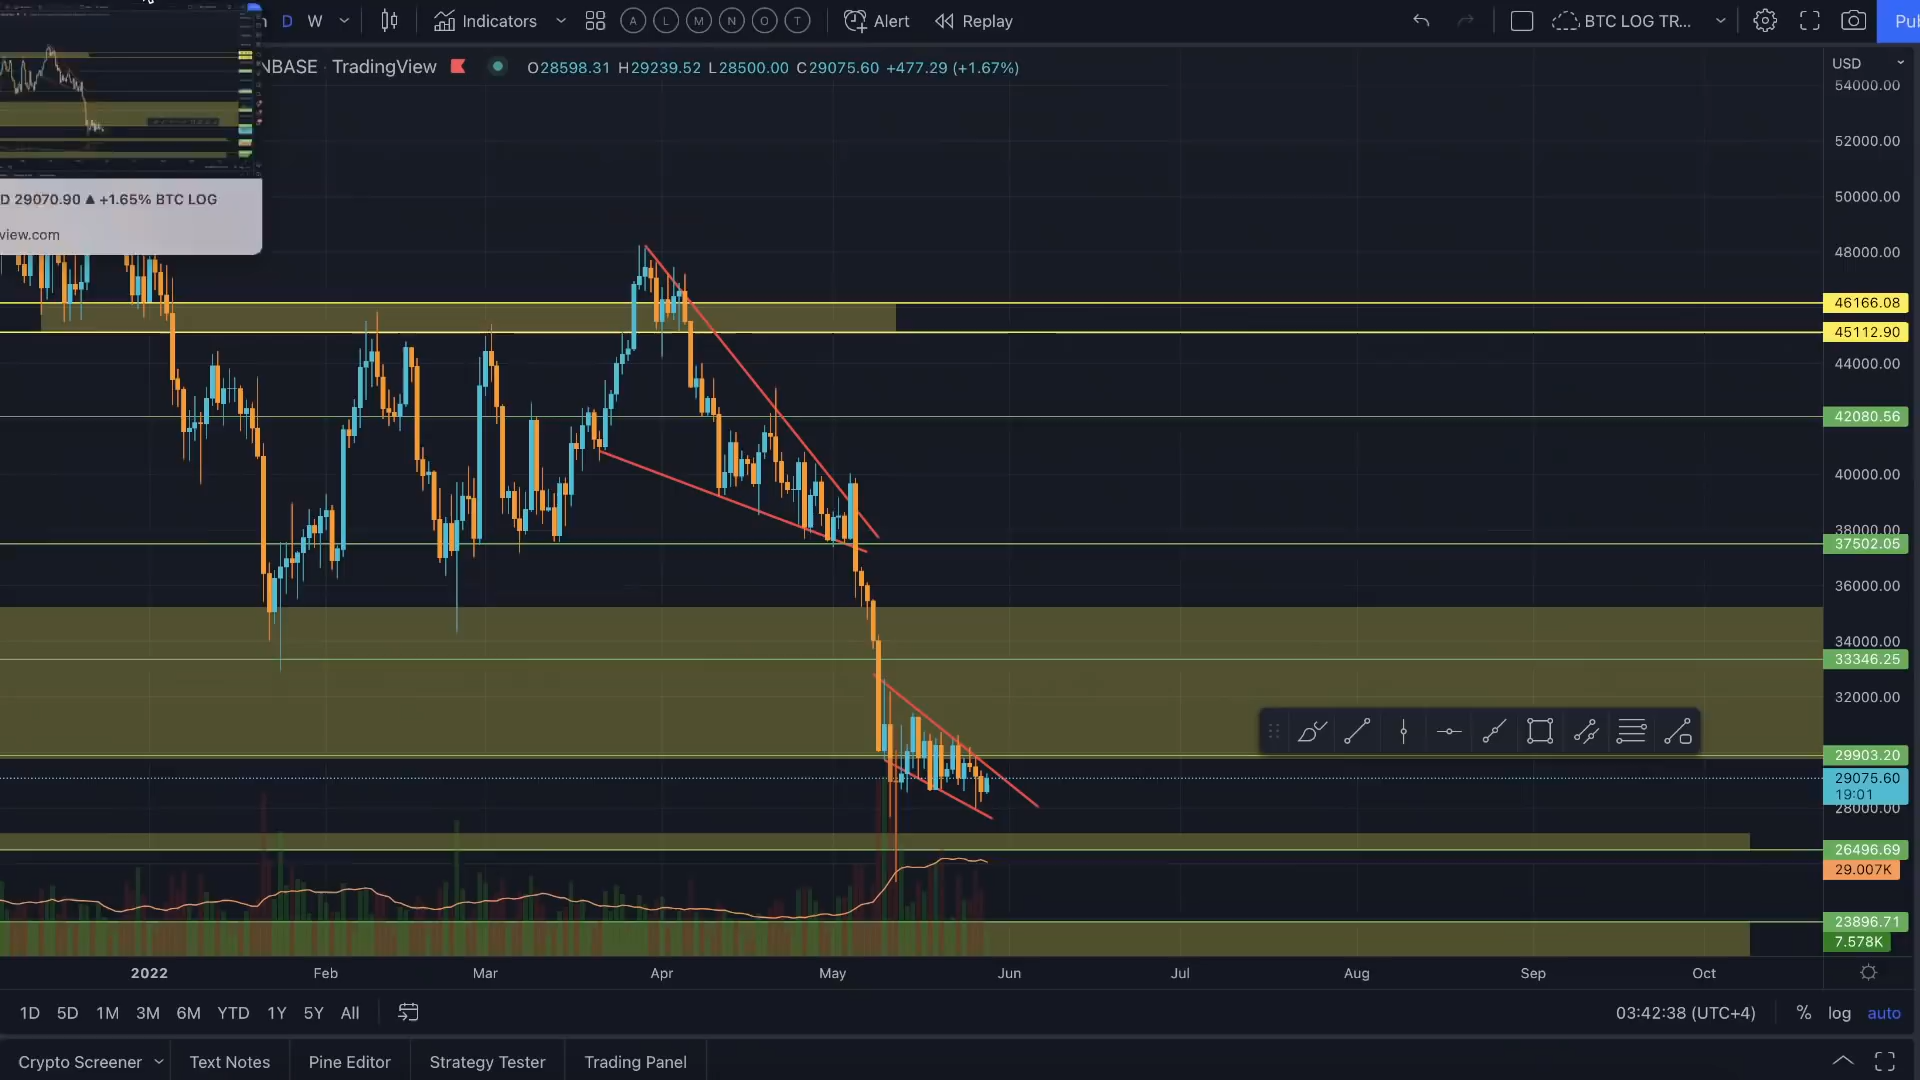 D W Indicators A L M N O T Alert Replay BTC LOG TR... Pu
NBASE TradingView O28598.31 H29239.52 L28500.00 C29075.60 +477.29 (+1.67%)
D 29070.90 ▲ +1.65% BTC LOG
view.com
USD
54000.00
52000.00
50000.00
48000.00
46166.08
45112.90
44000.00
42080.56
40000.00
38000.00
37502.05
36000.00
34000.00
33346.25
32000.00
29903.20
29075.60
19:01
28000.00
26496.69
29.007K
23896.71
7.578K
2022 Feb Mar Apr May Jun Jul Aug Sep Oct
1D 5D 1M 3M 6M YTD 1Y 5Y All 03:42:38 (UTC+4) % log auto
Crypto Screener Text Notes Pine Editor Strategy Tester Trading Panel